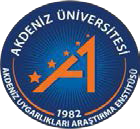 AKDENİZ ÜNİVERSİTESİ
AKDENİZ UYGARLIKLARI ARAŞTIRMA ENSTİTÜSÜ
1982